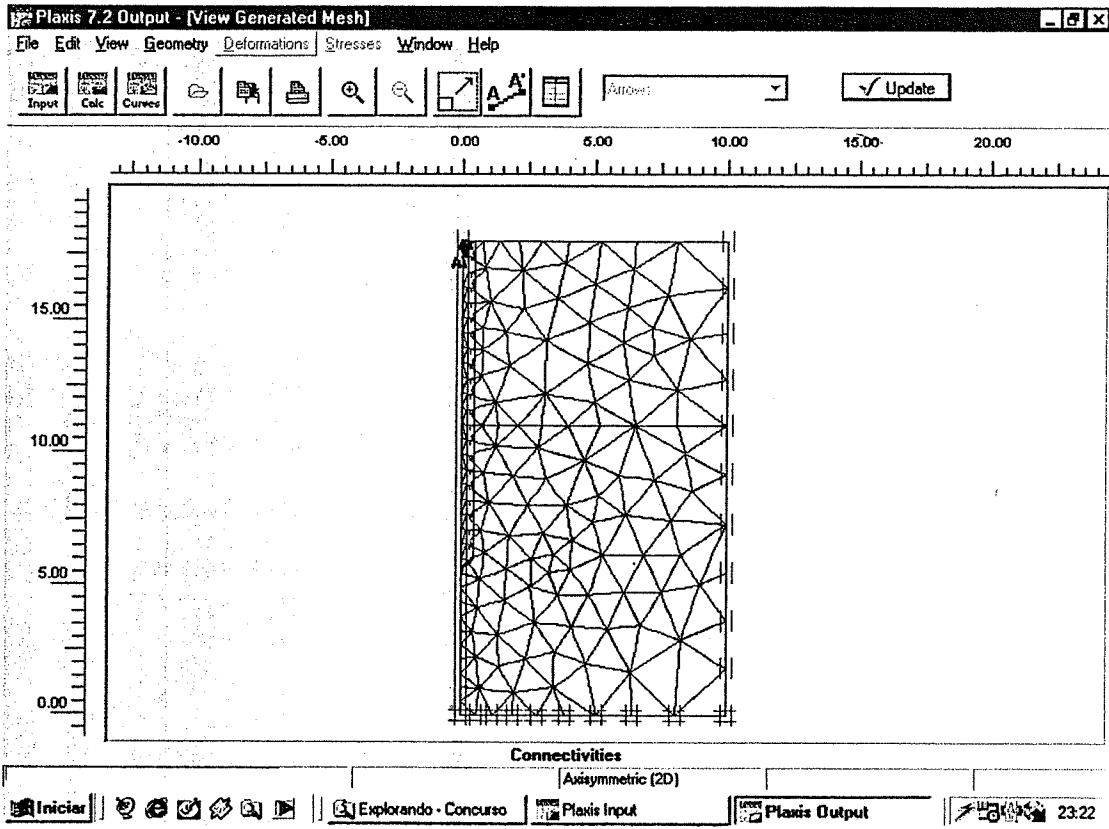 Plaxis 7.2 Output - [View Generated Mesh]
File Edit View Geometry Deformations Stresses Window Help
Input Calc Curves Arrows Update
-10.00 -5.00 0.00 5.00 10.00 15.00 20.00
A
A
15.00
10.00
5.00
0.00
Connectivities
Axisymmetric (2D)
Iniciar Explorando - Concurso Plaxis Input Plaxis Output 23:22